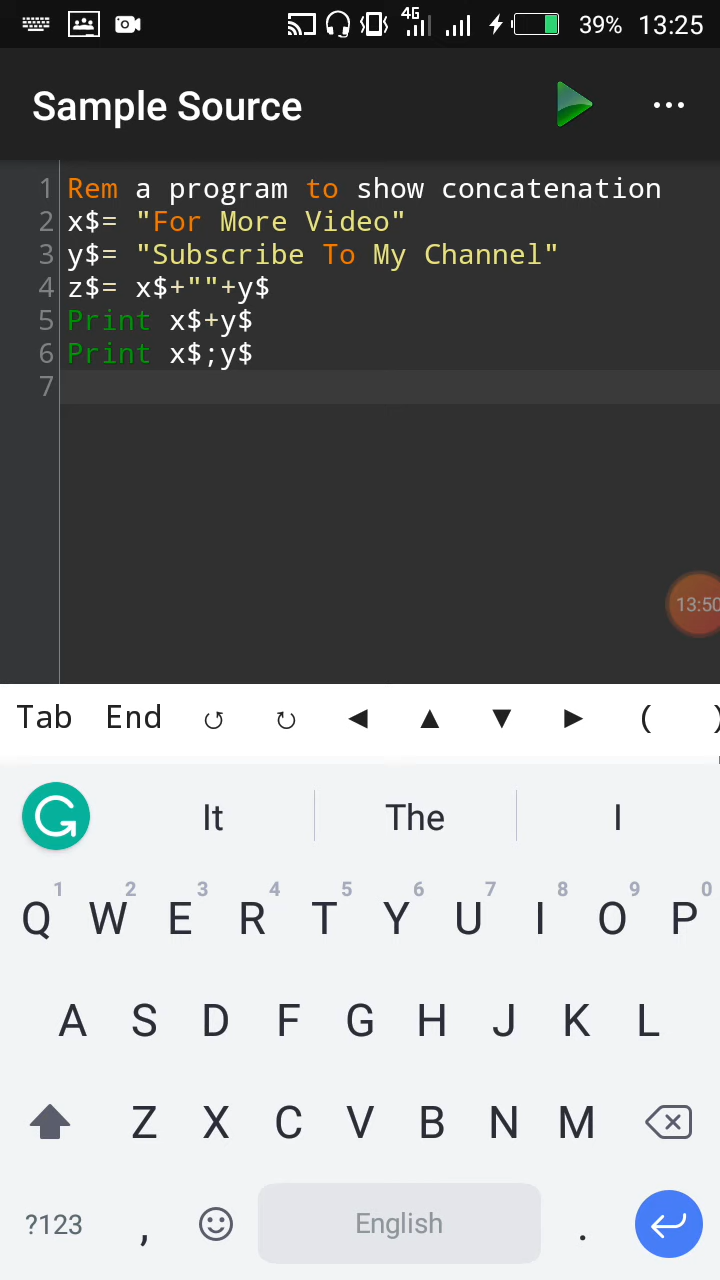 4G 39% 13:25
Sample Source
1 Rem a program to show concatenation
2 x$= "For More Video"
3 y$= "Subscribe To My Channel"
4 z$= x$+""+y$
5 Print x$+y$
6 Print x$;y$
7
13:50
Tab End ( )
It The I
1 2 3 4 5 6 7 8 9 0
Q W E R T Y U I O P
A S D F G H J K L
Z X C V B N M
?123 , English .